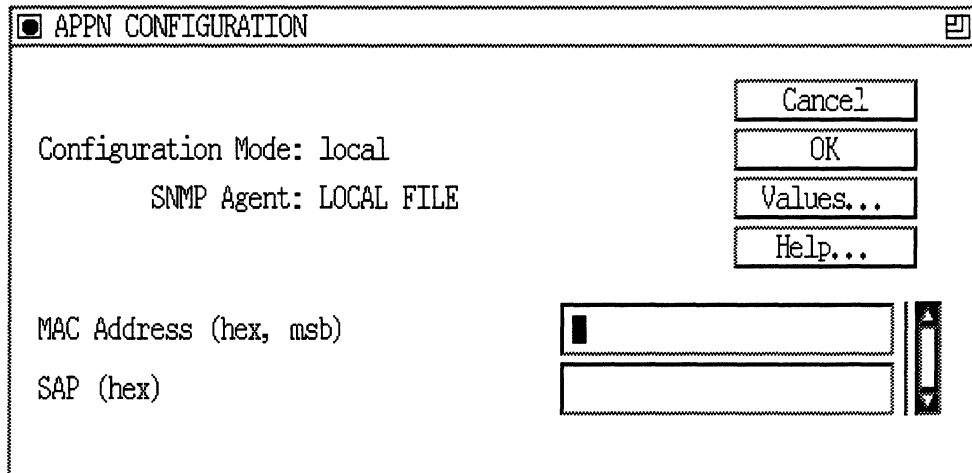 APPN CONFIGURATION
Cancel
Configuration Mode: local
OK
SNMP Agent: LOCAL FILE
Values...
Help...
MAC Address (hex, msb)
SAP (hex)